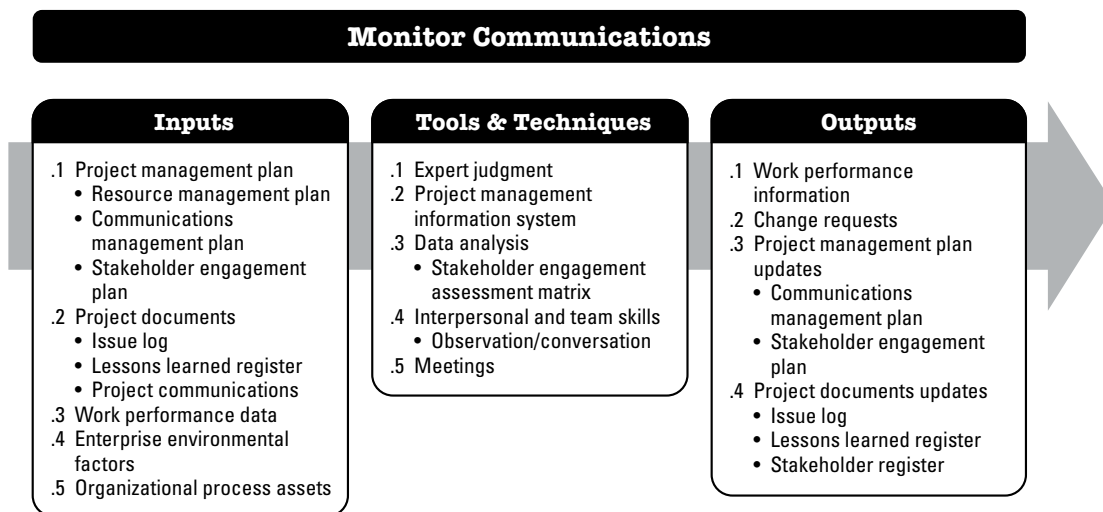 Monitor Communications
Inputs
.1 Project management plan
• Resource management plan
• Communications
management plan
• Stakeholder engagement
plan
.2 Project documents
• Issue log
• Lessons learned register
• Project communications
.3 Work performance data
.4 Enterprise environmental
factors
.5 Organizational process assets
Tools & Techniques
.1 Expert judgment
.2 Project management
information system
.3 Data analysis
• Stakeholder engagement
assessment matrix
.4 Interpersonal and team skills
• Observation/conversation
.5 Meetings
Outputs
.1 Work performance
information
.2 Change requests
.3 Project management plan
updates
• Communications
management plan
• Stakeholder engagement
plan
.4 Project documents updates
• Issue log
• Lessons learned register
• Stakeholder register